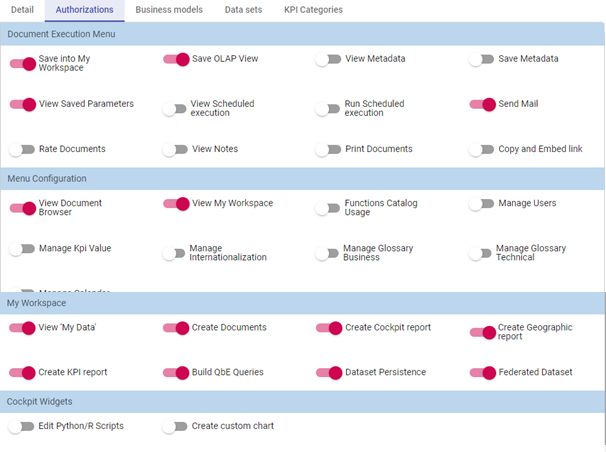 Detail Authorizations Business models Data sets KPI Categories
Document Execution Menu
Save into My
Workspace
Save OLAP View
View Metadata
Save Metadata
View Saved Parameters
View Scheduled
execution
Run Scheduled
execution
Send Mail
Rate Documents
View Notes
Print Documents
Copy and Embed link
Menu Configuration
View Document
Browser
View My Workspace
Functions Catalog
Usage
Manage Users
Manage Kpi Value
Manage
Internationalization
Manage Glossary
Business
Manage Glossary
Technical
Manage Calendar
My Workspace
View 'My Data'
Create Documents
Create Cockpit report
Create Geographic
report
Create KPI report
Build QbE Queries
Dataset Persistence
Federated Dataset
Cockpit Widgets
Edit Python/R Scripts
Create custom chart